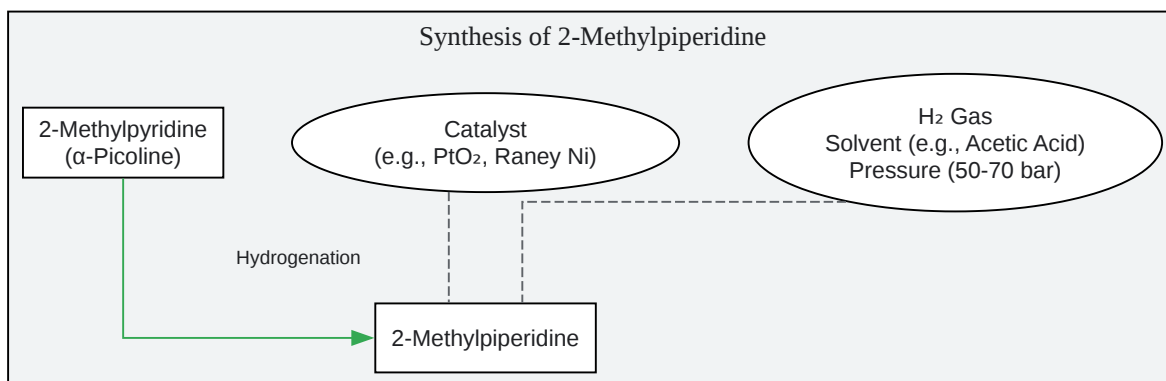 Synthesis of 2-Methylpiperidine
2-Methylpyridine
(α-Picoline)
Catalyst
(e.g., PtO₂, Raney Ni)
H₂ Gas
Solvent (e.g., Acetic Acid)
Pressure (50-70 bar)
Hydrogenation
2-Methylpiperidine